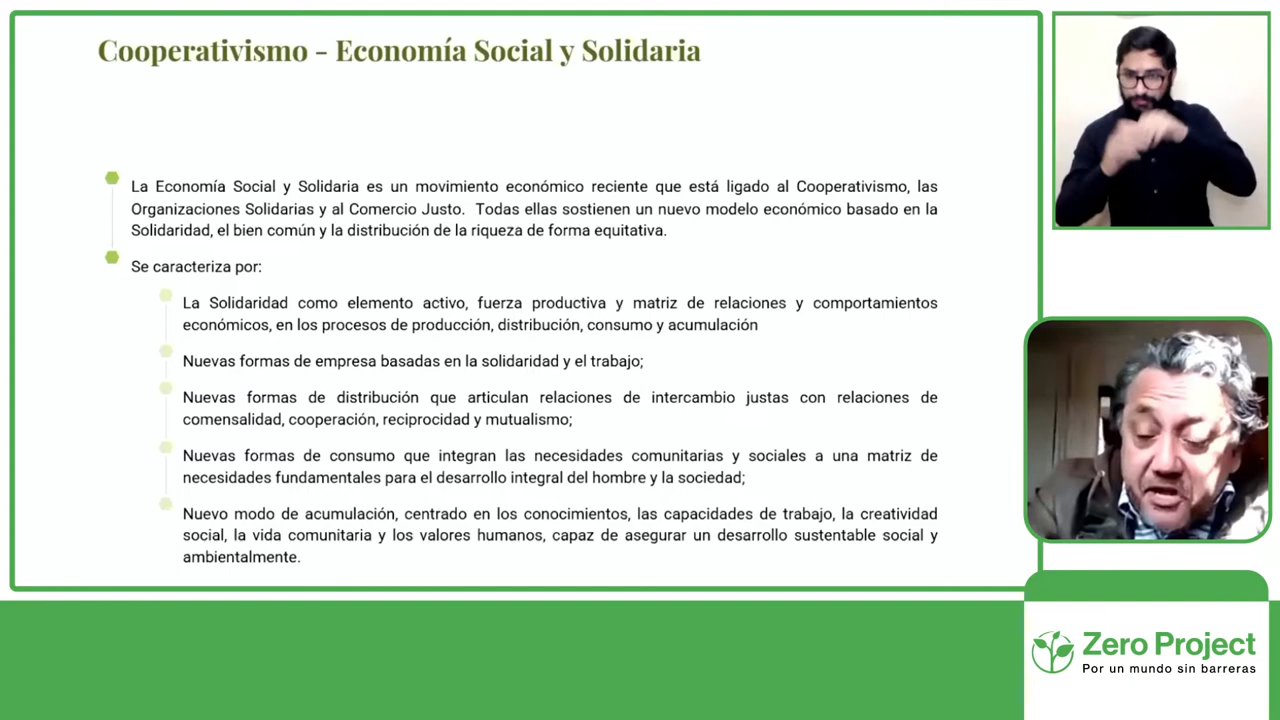 Cooperativismo - Economía Social y Solidaria
La Economía Social y Solidaria es un movimiento económico reciente que está ligado al Cooperativismo, las
Organizaciones Solidarias y al Comercio Justo. Todas ellas sostienen un nuevo modelo económico basado en la
Solidaridad, el bien común y la distribución de la riqueza de forma equitativa.
Se caracteriza por:
La Solidaridad como elemento activo, fuerza productiva y matriz de relaciones y comportamientos
económicos, en los procesos de producción, distribución, consumo y acumulación
Nuevas formas de empresa basadas en la solidaridad y el trabajo;
Nuevas formas de distribución que articulan relaciones de intercambio justas con relaciones de
comensalidad, cooperación, reciprocidad y mutualismo;
Nuevas formas de consumo que integran las necesidades comunitarias y sociales a una matriz de
necesidades fundamentales para el desarrollo integral del hombre y la sociedad;
Nuevo modo de acumulación, centrado en los conocimientos, las capacidades de trabajo, la creatividad
social, la vida comunitaria y los valores humanos, capaz de asegurar un desarrollo sustentable social y
ambientalmente.
Zero Project
Por un mundo sin barreras